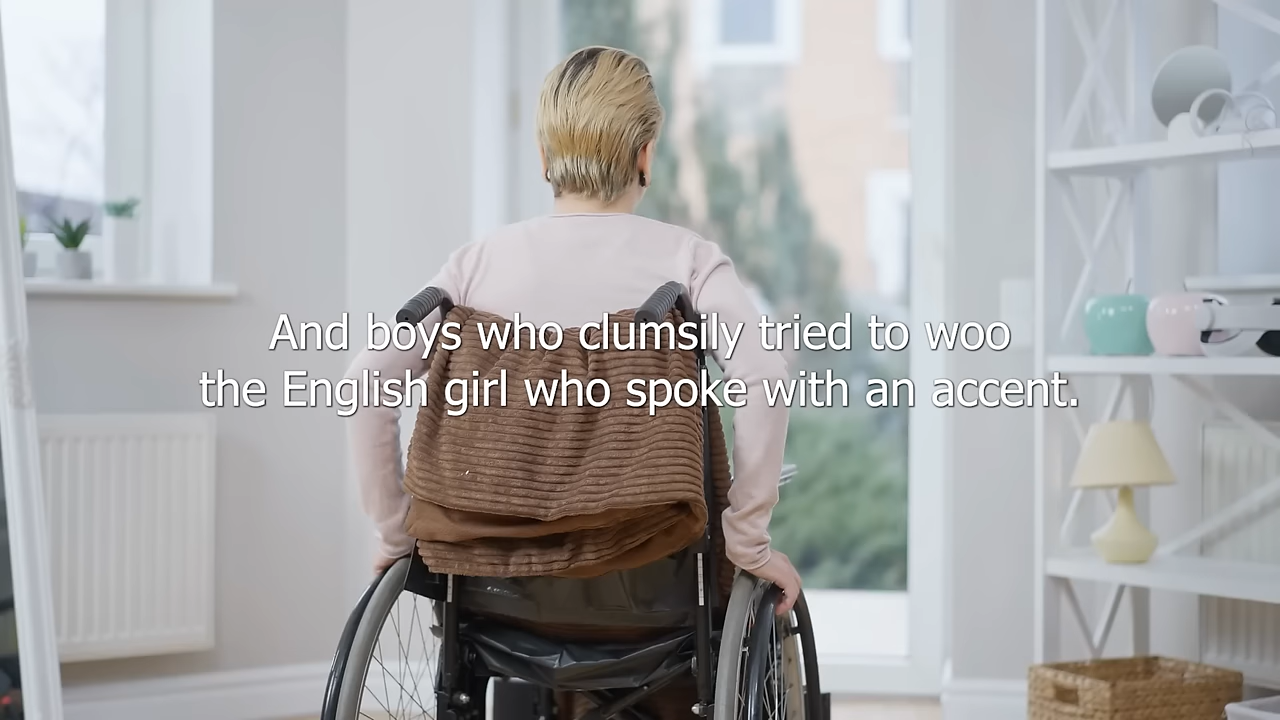 And boys who clumsily tried to woo
the English girl who spoke with an accent.